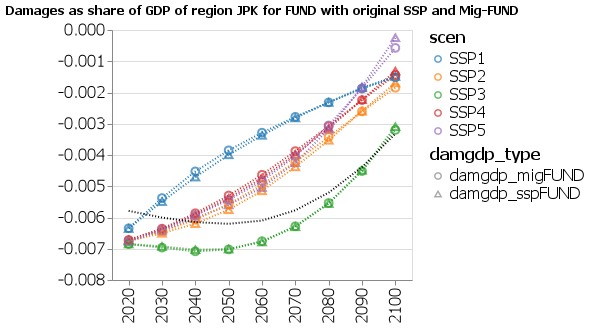 Damages as share of GDP of region JPK for FUND with original SSP and Mig-FUND
-0.000
-0.001
-0.002
-0.003
-0.004
-0.005
-0.006
-0.007
-0.008
2020 2030 2040 2050 2060 2070 2080 2090 2100
scen
SSP1
SSP2
SSP3
SSP4
SSP5
damgdp_type
damgdp_migFUND
damgdp_sspFUND